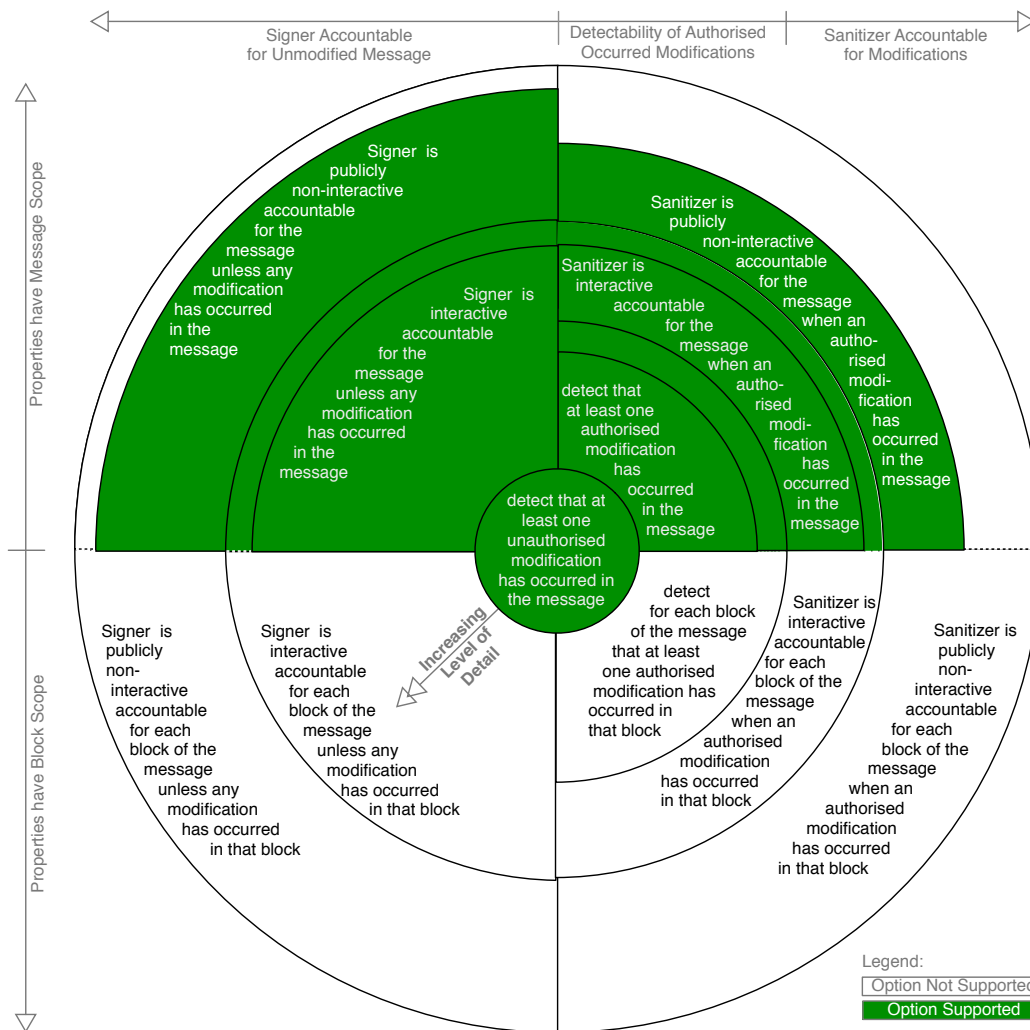 Signer Accountable
for Unmodified Message
Detectability of Authorised
Occurred Modifications
Sanitizer Accountable
for Modifications
Properties have Message Scope
Properties have Block Scope
Signer is
publicly
non-interactive
accountable
for the
message
unless any
modification
has occurred
in the
message
Signer is
interactive
accountable
for the
message
unless any
modification
has occurred
in the
message
Sanitizer is
publicly
non-interactive
accountable
for the
message
when an
autho-
rised
modi-
fication
has
occurred
in the
message
Sanitizer is
interactive
accountable
for the
message
when an
autho-
rised
modi-
fication
has
occurred
in the
message
detect that
at least one
authorised
modification
has
occurred
in the
message
detect that at
least one
unauthorised
modification
has occurred in
the message
Signer is
publicly
non-
interactive
accountable
for each
block of the
message
unless any
modification
has occurred
in that block
Signer is
interactive
accountable
for each
block of the
message
unless any
modification
has occurred
in that block
Increasing
Level of
Detail
detect
for each block
of the message
that at least
one authorised
modification has
occurred in
that block
Sanitizer is
interactive
accountable
for each
block of the
message
when an
authorised
modification
has occurred
in that block
Sanitizer is
publicly
non-
interactive
accountable
for each
block of the
message
when an
authorised
modification
has occurred
in that block
Legend:
Option Not Supported
Option Supported